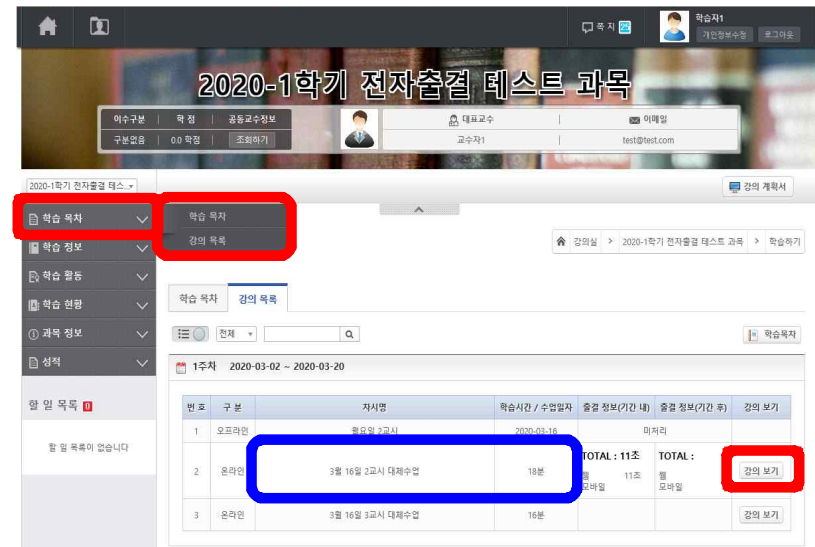 쪽 지 25
학습자1
개인정보수정 로그아웃
2020-1학기 전자출결 테스트 과목
이수구분 | 학 점 | 공동교수정보
구분없음 | 0.0 학점 | 조회하기
대표교수 | 이메일
교수자1 | test@test.com
2020-1학기 전자출결 테스...
강의 계획서
학습 목차
학습 정보
학습 활동
학습 현황
과목 정보
성적
학습 목차
강의 목록
강의실 > 2020-1학기 전자출결 테스트 과목 > 학습하기
학습 목차 강의 목록
전체
학습목차
1주차 2020-03-02 ~ 2020-03-20
할 일 목록 0
할 일 목록이 없습니다
번 호 구 분 차시명 학습시간 / 수업일자 출결 정보(기간 내) 출결 정보(기간 후) 강의 보기
1 오프라인 월요일 2교시 2020-03-16 미처리
2 온라인 3월 16일 2교시 대체수업 18분 TOTAL : 11초 TOTAL : 강의 보기
웹 11초 웹
모바일 모바일
3 온라인 3월 16일 3교시 대체수업 16분 강의 보기